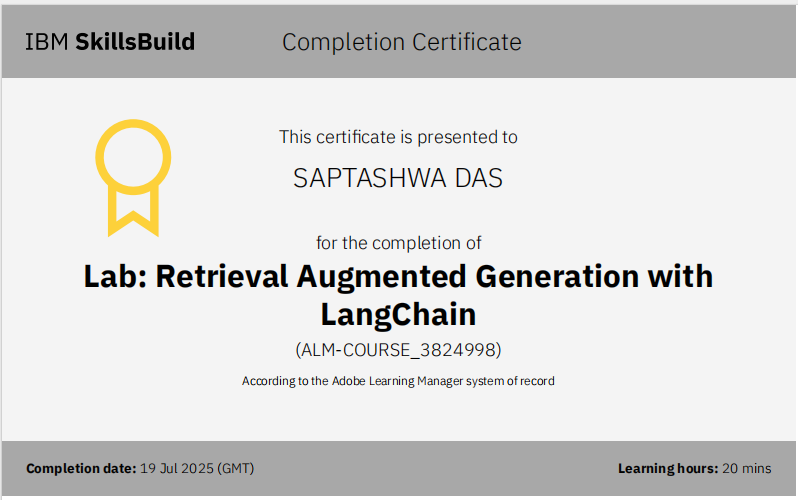 IBM SkillsBuild
Completion Certificate
This certificate is presented to
SAPTASHWA DAS
for the completion of
Lab: Retrieval Augmented Generation with
LangChain
(ALM-COURSE_3824998)
According to the Adobe Learning Manager system of record
Completion date: 19 Jul 2025 (GMT)
Learning hours: 20 mins